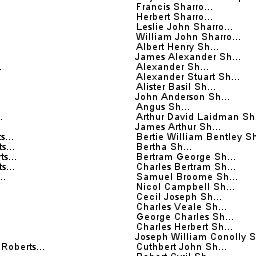 Francis Sharro...
Herbert Sharro...
Leslie John Sharro...
William John Sharro...
Albert Henry Sh...
James Alexander Sh...
Alexander Sh...
Alexander Stuart Sh...
Alister Basil Sh...
John Anderson Sh...
Angus Sh...
Arthur David Laidman Sh
James Arthur Sh...
s... Bertie William Bentley Sh
ts... Bertha Sh...
ts... Bertram George Sh...
ts... Charles Bertram Sh...
Samuel Broome Sh...
Nicol Campbell Sh...
Cecil Joseph Sh...
Charles Veale Sh...
George Charles Sh...
Charles Herbert Sh...
Joseph William Conolly S
Roberts... Cuthbert John Sh...